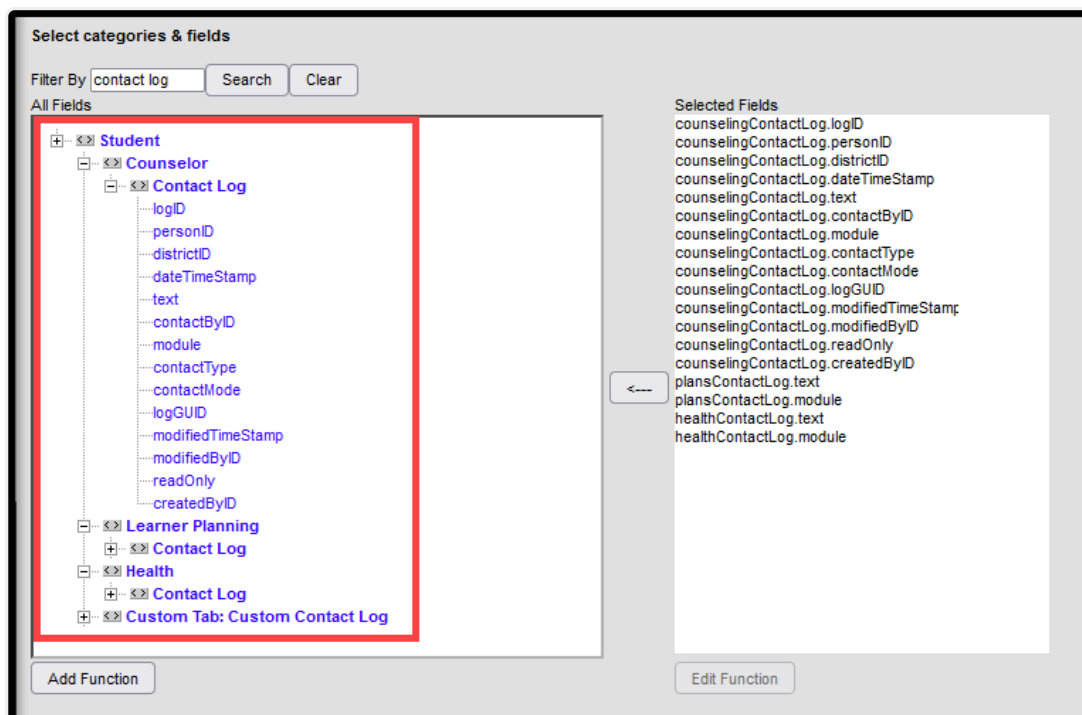 Select categories & fields
Filter By contact log Search Clear
All Fields
Student
Counselor
Contact Log
logID
personID
districtID
dateTimeStamp
text
contactByID
module
contactType
contactMode
logGUID
modifiedTimeStamp
modifiedByID
readOnly
createdByID
Learner Planning
Contact Log
Health
Contact Log
Custom Tab: Custom Contact Log
Add Function
<---
Selected Fields
counselingContactLog.logID
counselingContactLog.personID
counselingContactLog.districtID
counselingContactLog.dateTimeStamp
counselingContactLog.text
counselingContactLog.contactByID
counselingContactLog.module
counselingContactLog.contactType
counselingContactLog.contactMode
counselingContactLog.logGUID
counselingContactLog.modifiedTimeStamp
counselingContactLog.modifiedByID
counselingContactLog.readOnly
counselingContactLog.createdByID
plansContactLog.text
plansContactLog.module
healthContactLog.text
healthContactLog.module
Edit Function